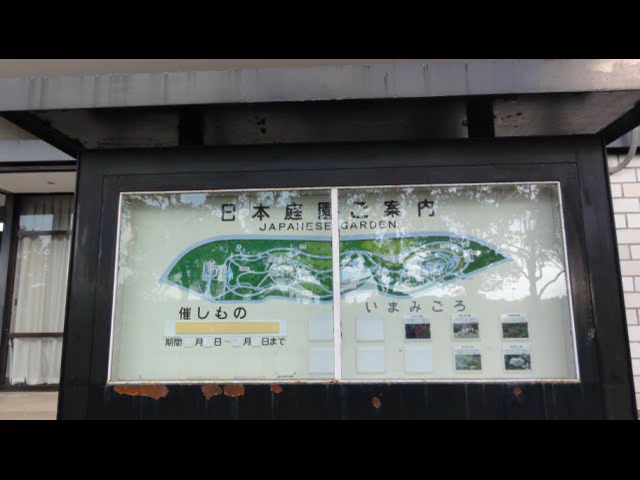 日本庭園ご案内
JAPANESE GARDEN
催しもの
いまみごろ
期間 月 日〜 月 日まで